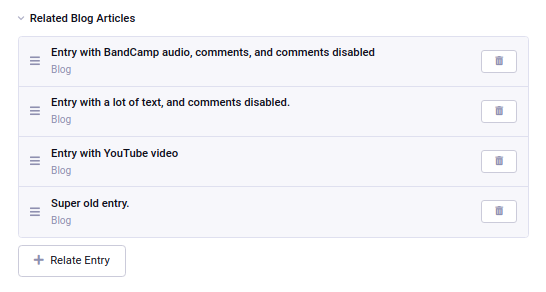 Related Blog Articles
Entry with BandCamp audio, comments, and comments disabled
Blog
Entry with a lot of text, and comments disabled.
Blog
Entry with YouTube video
Blog
Super old entry.
Blog
Relate Entry